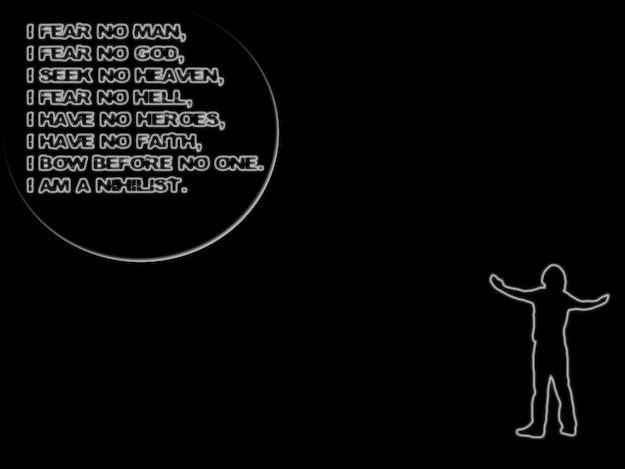 I FEAR NO MAN,
I FEAR NO GOD,
I SEEK NO HEAVEN,
I FEAR NO HELL,
I HAVE NO HEROES,
I HAVE NO FAITH,
I BOW BEFORE NO ONE.
I AM A NIHILIST.